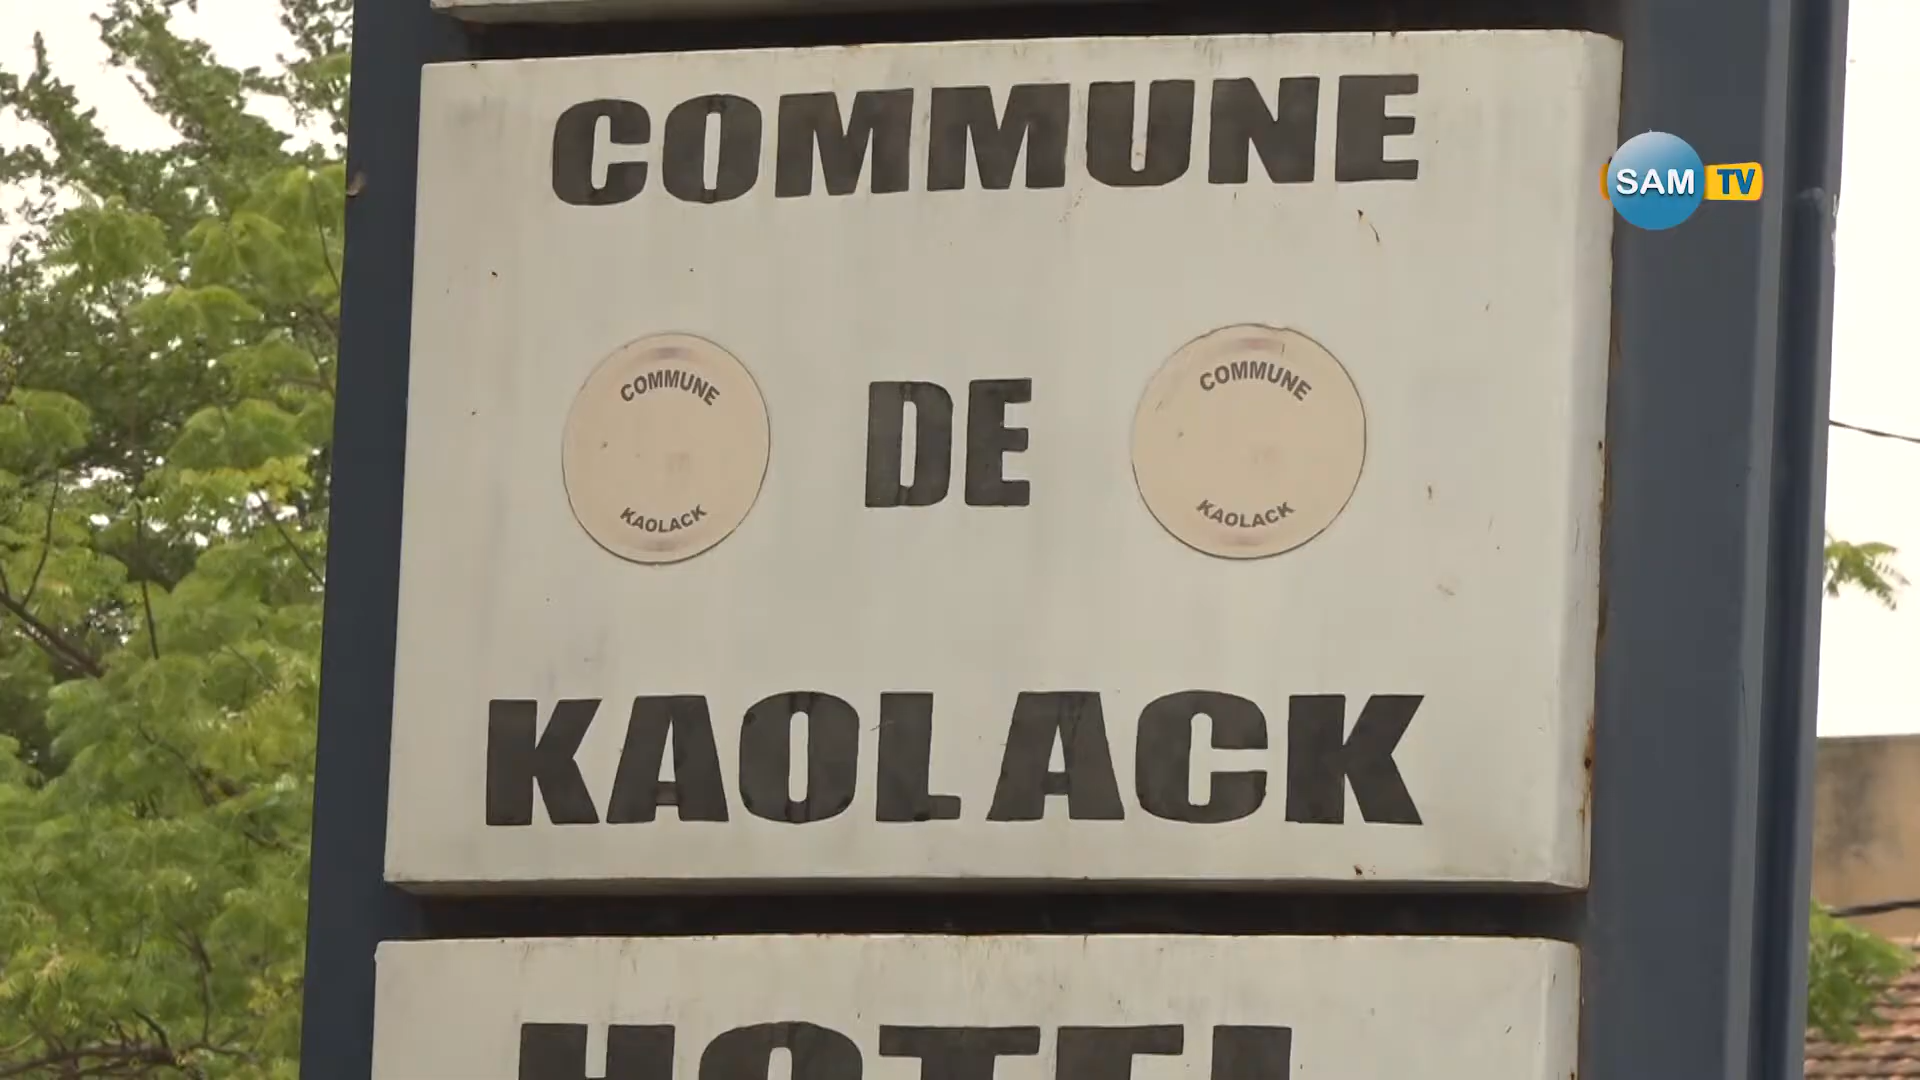 COMMUNE
SAM TV
COMMUNE
KAOLACK
DE
COMMUNE
KAOLACK
KAOLACK
HOTEL